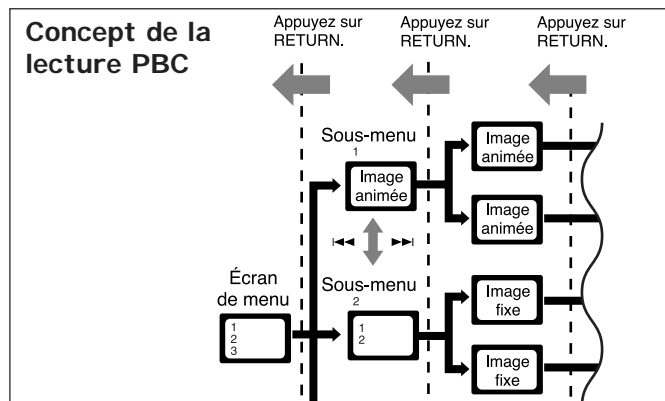 Concept de la
lecture PBC
Appuyez sur
RETURN.
Appuyez sur
RETURN.
Appuyez sur
RETURN.
Sous-menu
1
Image
animée
Image
animée
Image
animée
Écran
de menu
1
2
3
Sous-menu
2
1
2
Image
fixe
Image
fixe